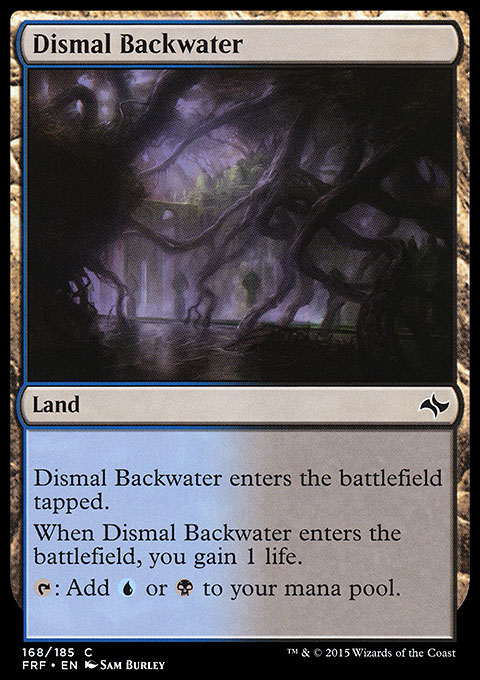 Dismal Backwater
Land
Dismal Backwater enters the battlefield
tapped.
When Dismal Backwater enters the
battlefield, you gain 1 life.
: Add or to your mana pool.
168/185 C
FRF • EN Sam Burley
™ & © 2015 Wizards of the Coast